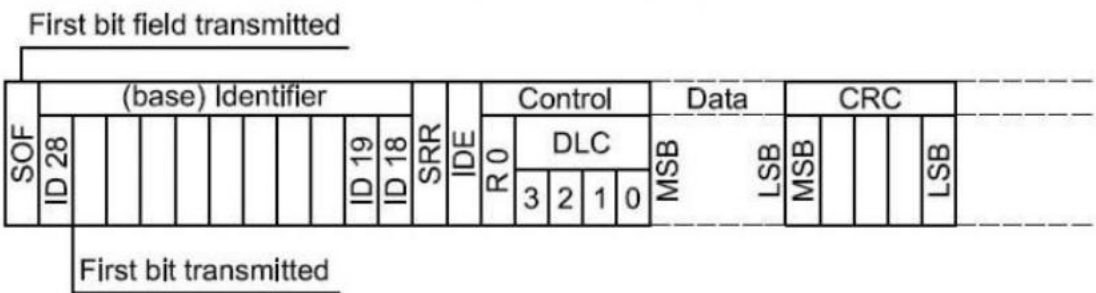 First bit field transmitted
SOF
(base) Identifier
ID 28
ID 19
ID 18
SRR
IDE
Control
R 0
DLC
3 2 1 0
Data
MSB
LSB
CRC
MSB
LSB
First bit transmitted